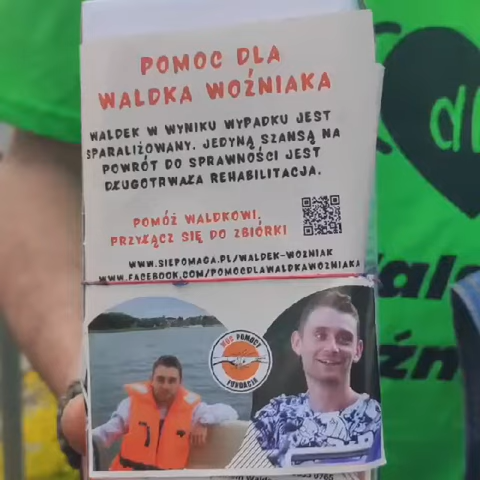 POMOC DLA
WALDKA WOŹNIAKA
WALDEK W WYNIKU WYPADKU JEST
SPARALIŻOWANY. JEDYNĄ SZANSĄ NA
POWRÓT DO SPRAWNOŚCI JEST
DŁUGOTRWAŁA REHABILITACJA.
POMÓŻ WALDKOWI,
PRZYŁĄCZ SIĘ DO ZBIÓRKI
WWW.SIEPOMAGA.PL/WALDEK-WOZNIAK
WWW.FACEBOOK.COM/POMOCDLAWALDKAWOZNIAKA
MOC POMOCY
FUNDACJA